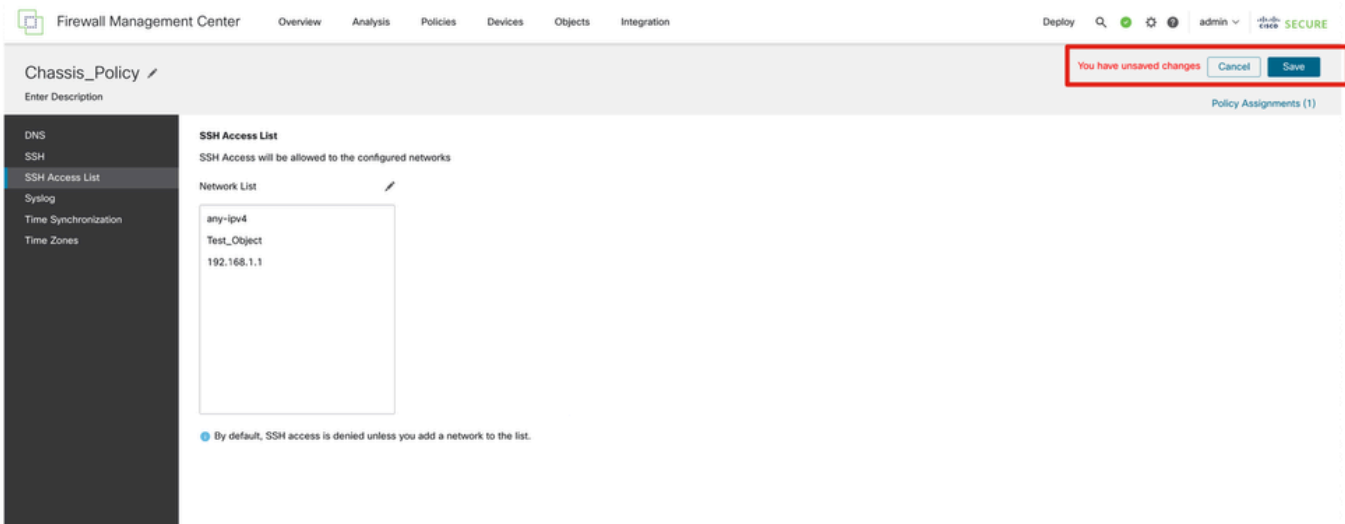 Firewall Management Center Overview Analysis Policies Devices Objects Integration Deploy admin cisco SECURE
Chassis_Policy You have unsaved changes Cancel Save
Enter Description Policy Assignments (1)
DNS
SSH
SSH Access List
Syslog
Time Synchronization
Time Zones
SSH Access List
SSH Access will be allowed to the configured networks
Network List
any-ipv4
Test_Object
192.168.1.1
By default, SSH access is denied unless you add a network to the list.